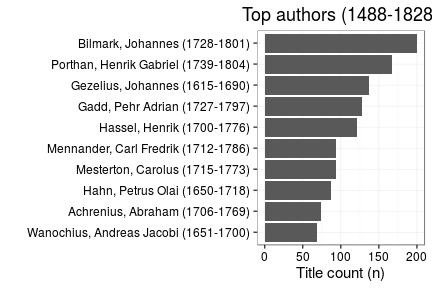 Top authors (1488-1828
Bilmark, Johannes (1728-1801)
Porthan, Henrik Gabriel (1739-1804)
Gezelius, Johannes (1615-1690)
Gadd, Pehr Adrian (1727-1797)
Hassel, Henrik (1700-1776)
Mennander, Carl Fredrik (1712-1786)
Mesterton, Carolus (1715-1773)
Hahn, Petrus Olai (1650-1718)
Achrenius, Abraham (1706-1769)
Wanochius, Andreas Jacobi (1651-1700)
0 50 100 150 200
Title count (n)